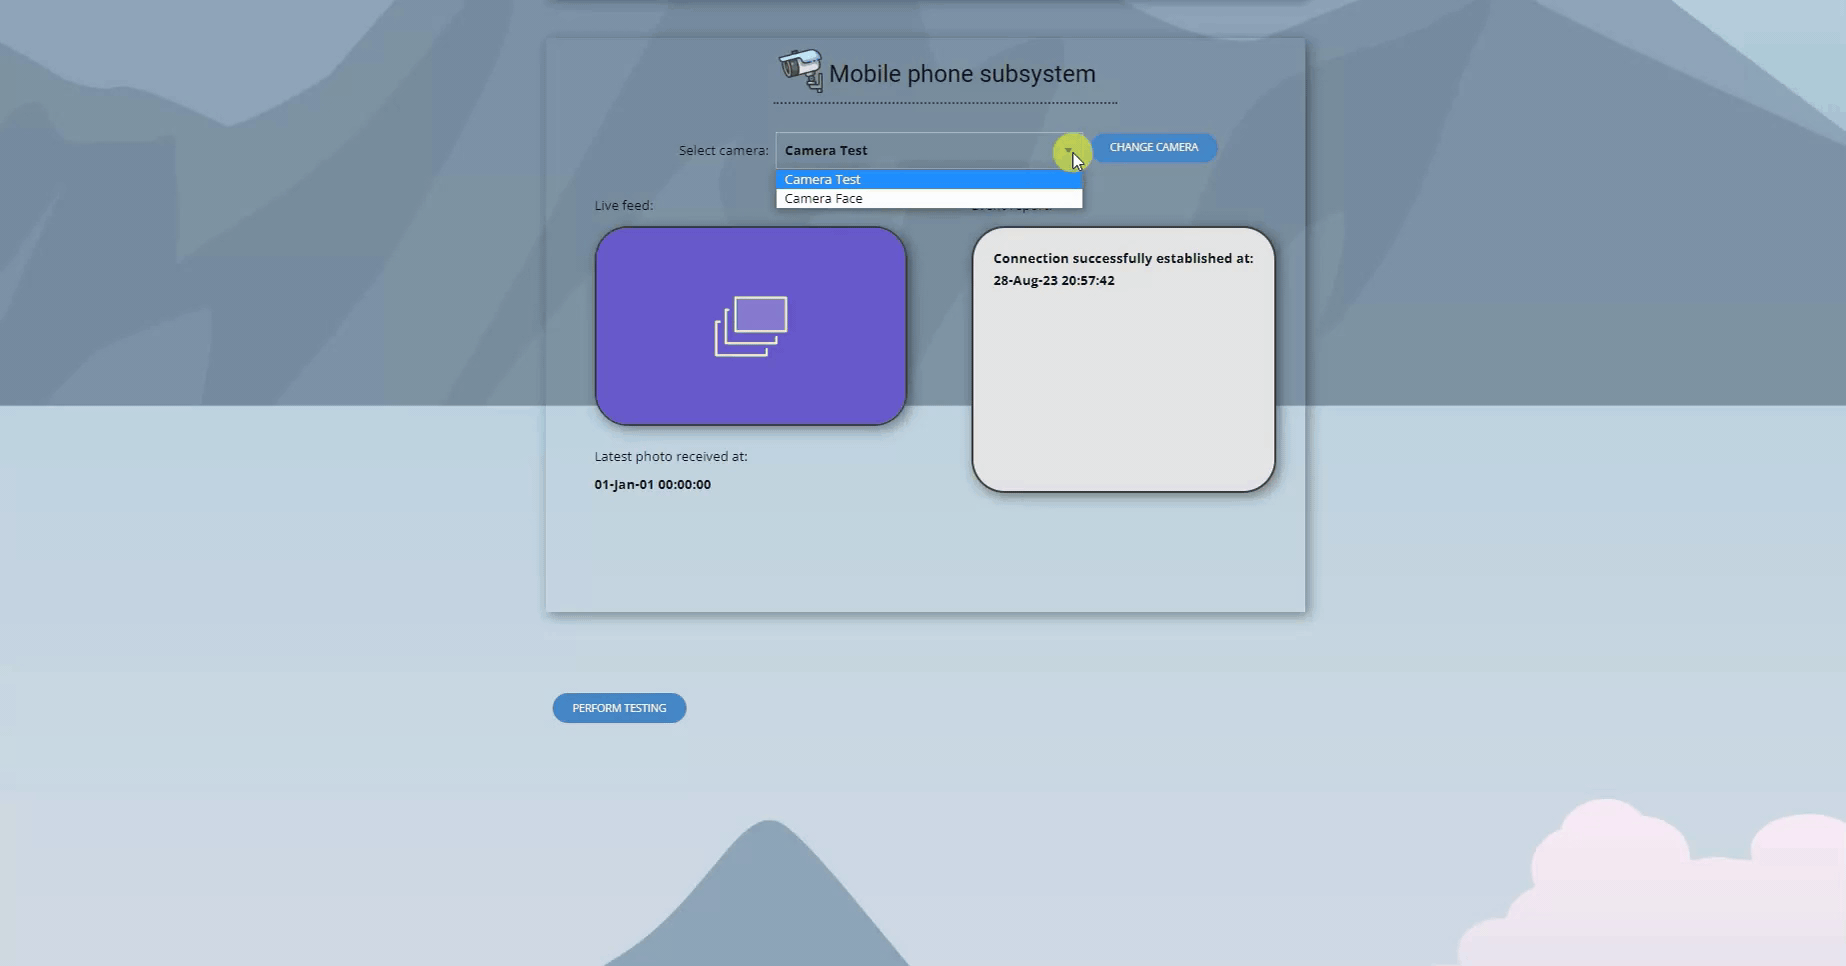 Mobile phone subsystem
Select camera:
Camera Test
CHANGE CAMERA
Camera Test
Camera Face
Live feed:
Connection successfully established at:
28-Aug-23 20:57:42
Latest photo received at:
01-Jan-01 00:00:00
PERFORM TESTING